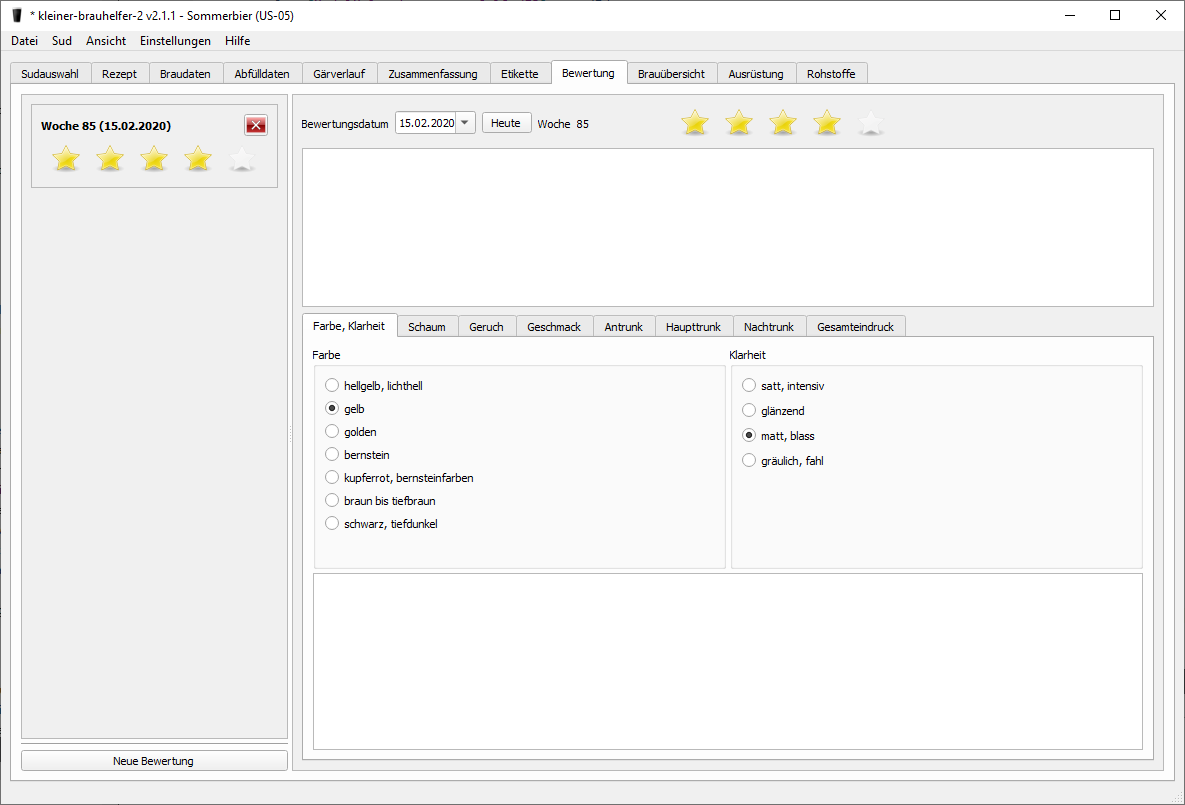 * kleiner-brauhelfer-2 v2.1.1 - Sommerbier (US-05)
Datei Sud Ansicht Einstellungen Hilfe
Sudauswahl Rezept Braudaten Abfülldaten Gärverlauf Zusammenfassung Etikette Bewertung Brauübersicht Ausrüstung Rohstoffe
Woche 85 (15.02.2020)
Bewertungsdatum 15.02.2020 Heute Woche 85
Farbe, Klarheit Schaum Geruch Geschmack Antrunk Haupttrunk Nachtrunk Gesamteindruck
Farbe
hellgelb, lichthell
gelb
golden
bernstein
kupferrot, bernsteinfarben
braun bis tiefbraun
schwarz, tiefdunkel
Klarheit
satt, intensiv
glänzend
matt, blass
gräulich, fahl
Neue Bewertung